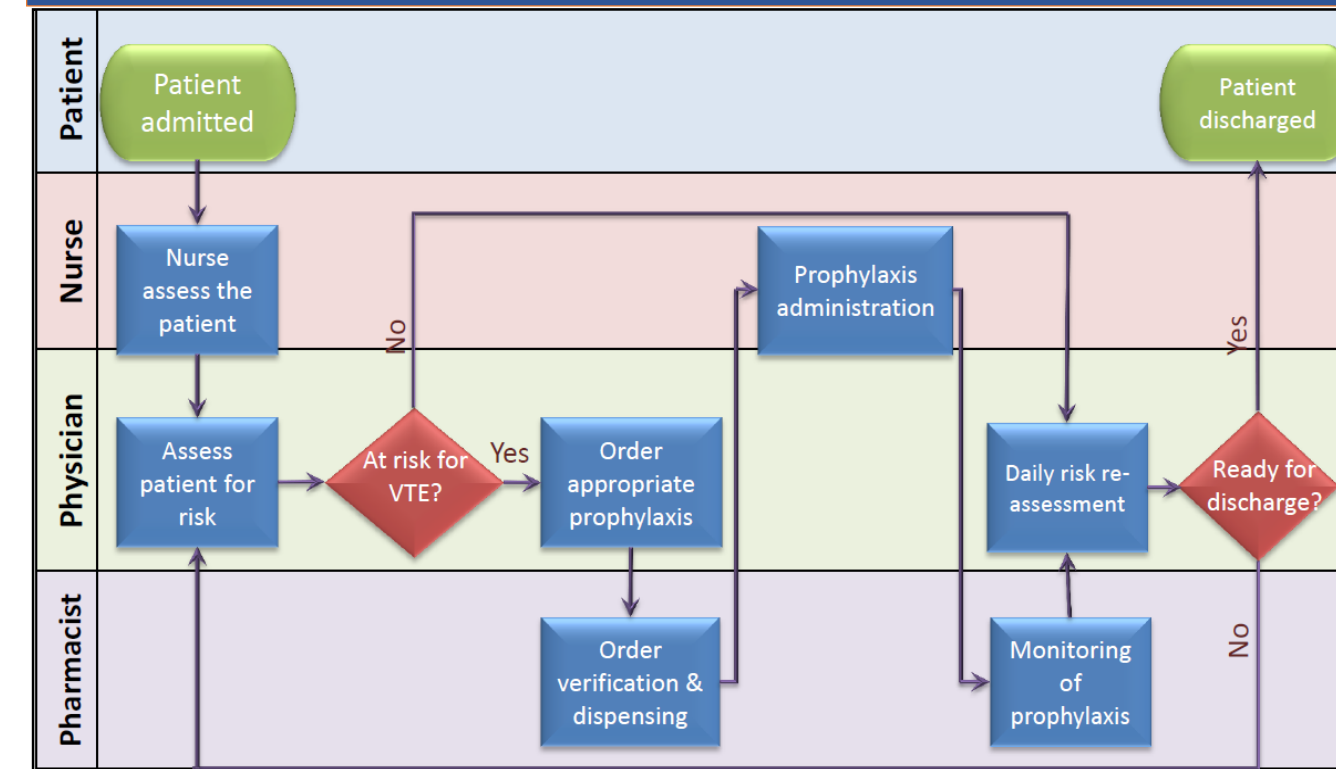 Patient
Patient
admitted
Patient
discharged
Nurse
Nurse
assess the
patient
No
Prophylaxis
administration
Yes
Physician
Assess
patient for
risk
At risk for
VTE?
Yes
Order
appropriate
prophylaxis
Daily risk re-
assessment
Ready for
discharge?
Pharmacist
Order
verification &
dispensing
Monitoring
of
prophylaxis
No